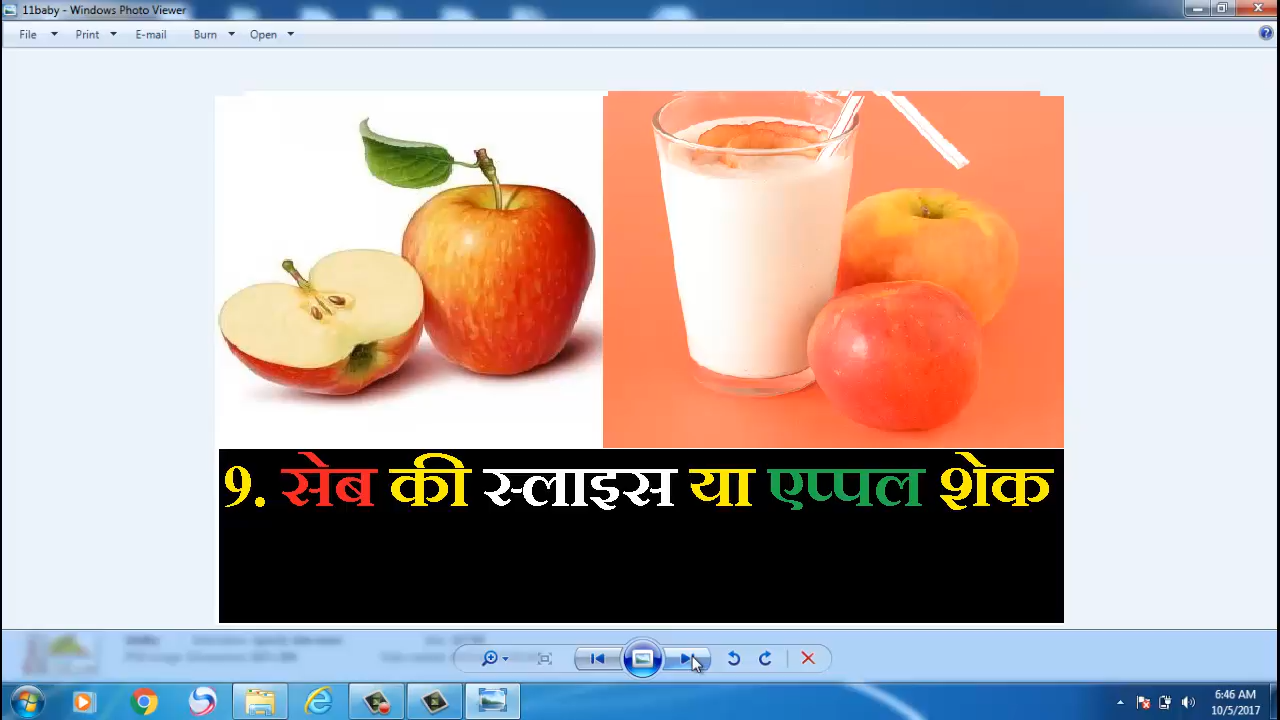 11baby - Windows Photo Viewer
File Print E-mail Burn Open
9. सेब की स्लाइस या एप्पल शेक
6:46 AM
10/5/2017